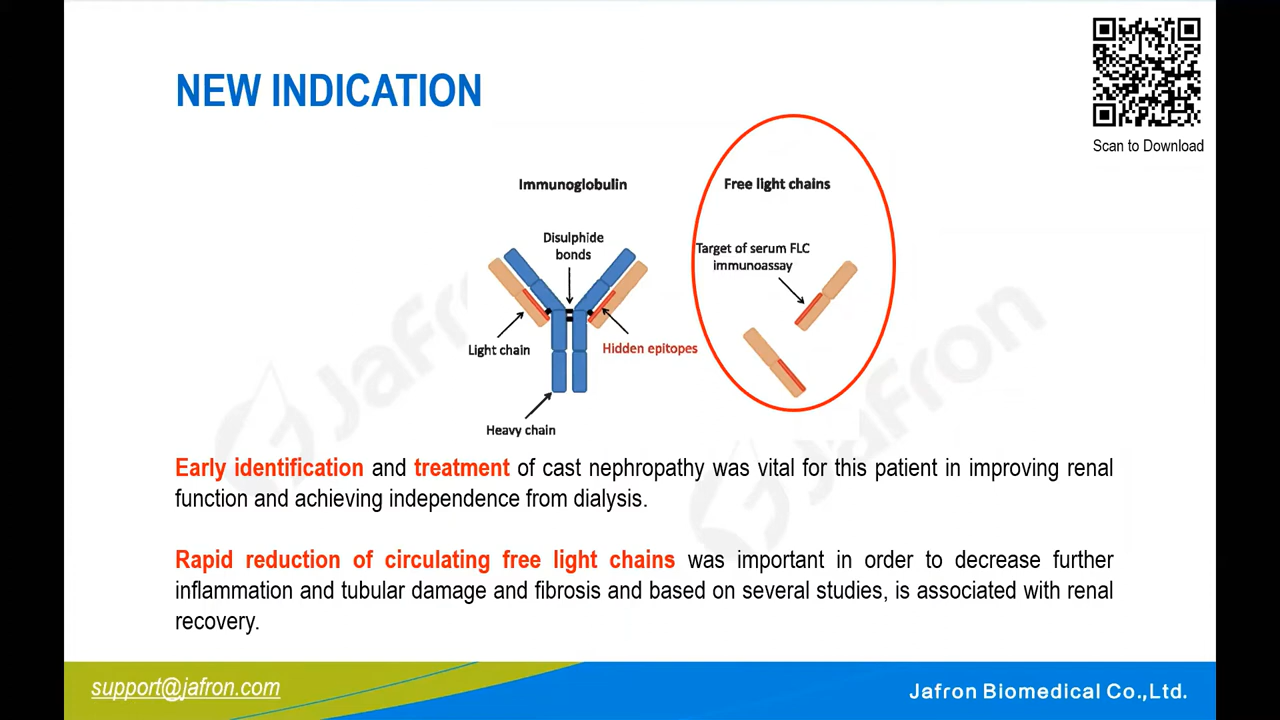 NEW INDICATION
Scan to Download
Immunoglobulin
Free light chains
Disulphide
bonds
Target of serum FLC
immunoassay
Light chain
Hidden epitopes
Heavy chain
Jafron
Jafron
Early identification and treatment of cast nephropathy was vital for this patient in improving renal
function and achieving independence from dialysis.
Rapid reduction of circulating free light chains was important in order to decrease further
inflammation and tubular damage and fibrosis and based on several studies, is associated with renal
recovery.
support@jafron.com
Jafron Biomedical Co.,Ltd.